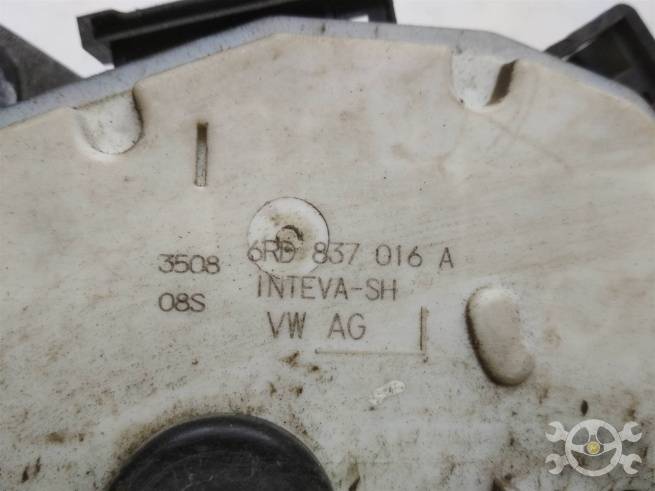 3508 6RD 837 016 A
08S INTEVA-SH
VW AG